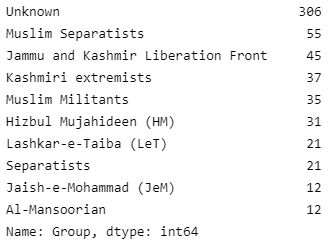 Unknown 306
Muslim Separatists 55
Jammu and Kashmir Liberation Front 45
Kashmiri extremists 37
Muslim Militants 35
Hizbul Mujahideen (HM) 31
Lashkar-e-Taiba (LeT) 21
Separatists 21
Jaish-e-Mohammad (JeM) 12
Al-Mansoorian 12
Name: Group, dtype: int64